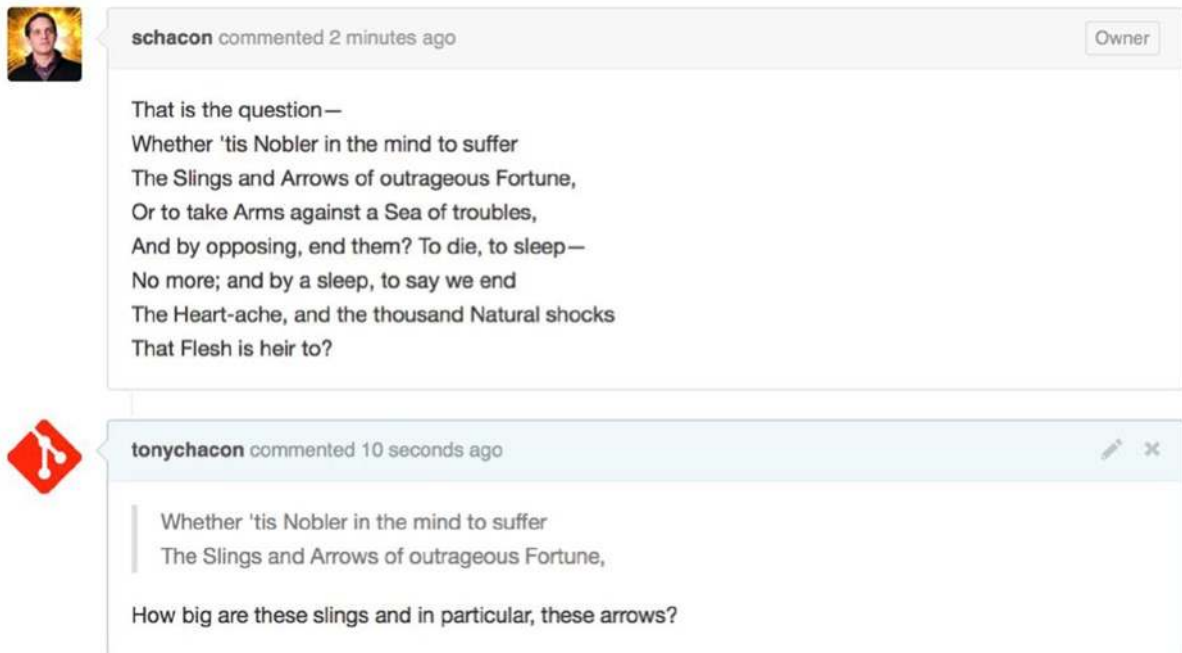 schacon commented 2 minutes ago
Owner
That is the question—
Whether 'tis Nobler in the mind to suffer
The Slings and Arrows of outrageous Fortune,
Or to take Arms against a Sea of troubles,
And by opposing, end them? To die, to sleep—
No more; and by a sleep, to say we end
The Heart-ache, and the thousand Natural shocks
That Flesh is heir to?
tonychacon commented 10 seconds ago
Whether 'tis Nobler in the mind to suffer
The Slings and Arrows of outrageous Fortune,
How big are these slings and in particular, these arrows?